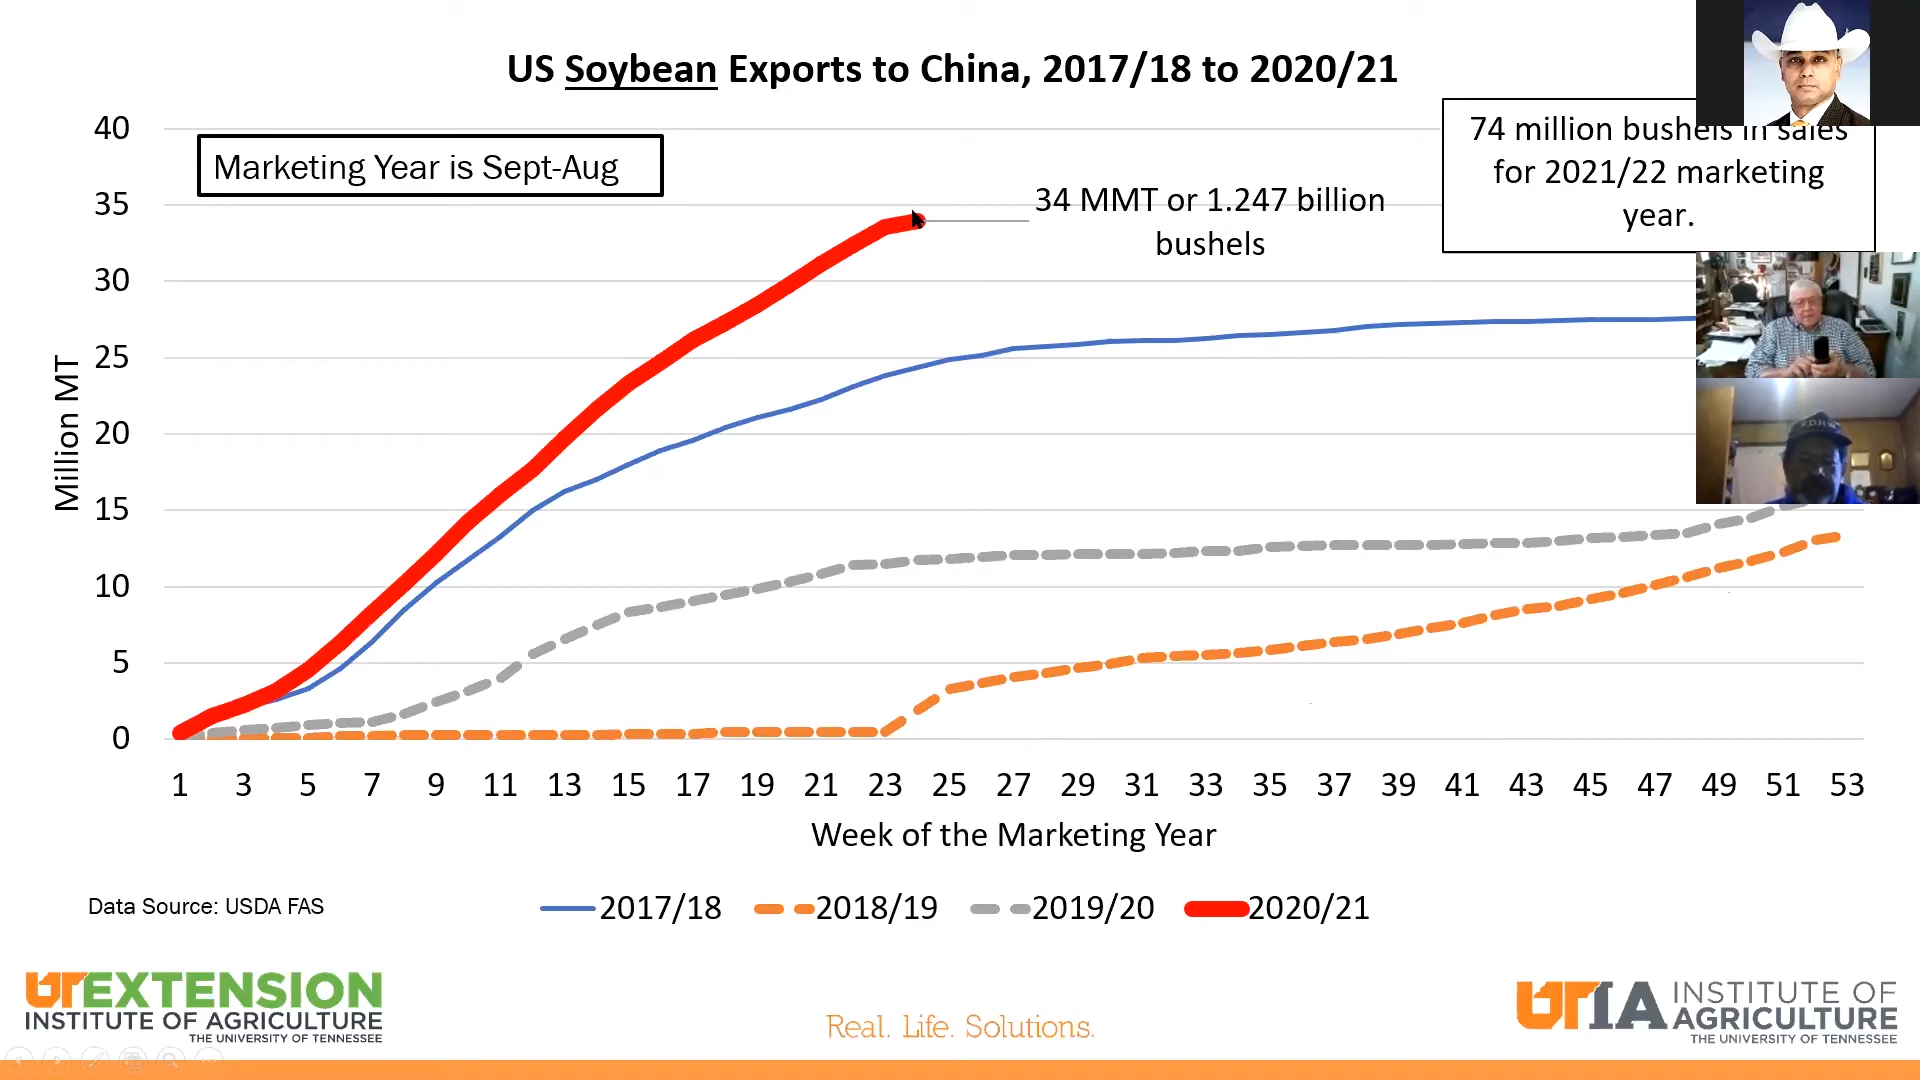 US Soybean Exports to China, 2017/18 to 2020/21
Marketing Year is Sept-Aug
74 million bushels in sales
for 2021/22 marketing
year.
34 MMT or 1.247 billion
bushels
Million MT
40
35
30
25
20
15
10
5
0
1 3 5 7 9 11 13 15 17 19 21 23 25 27 29 31 33 35 37 39 41 43 45 47 49 51 53
Week of the Marketing Year
Data Source: USDA FAS
2017/18 2018/19 2019/20 2020/21
UT EXTENSION
INSTITUTE OF AGRICULTURE
THE UNIVERSITY OF TENNESSEE
Real. Life. Solutions.
UTIA INSTITUTE OF
AGRICULTURE
THE UNIVERSITY OF TENNESSEE